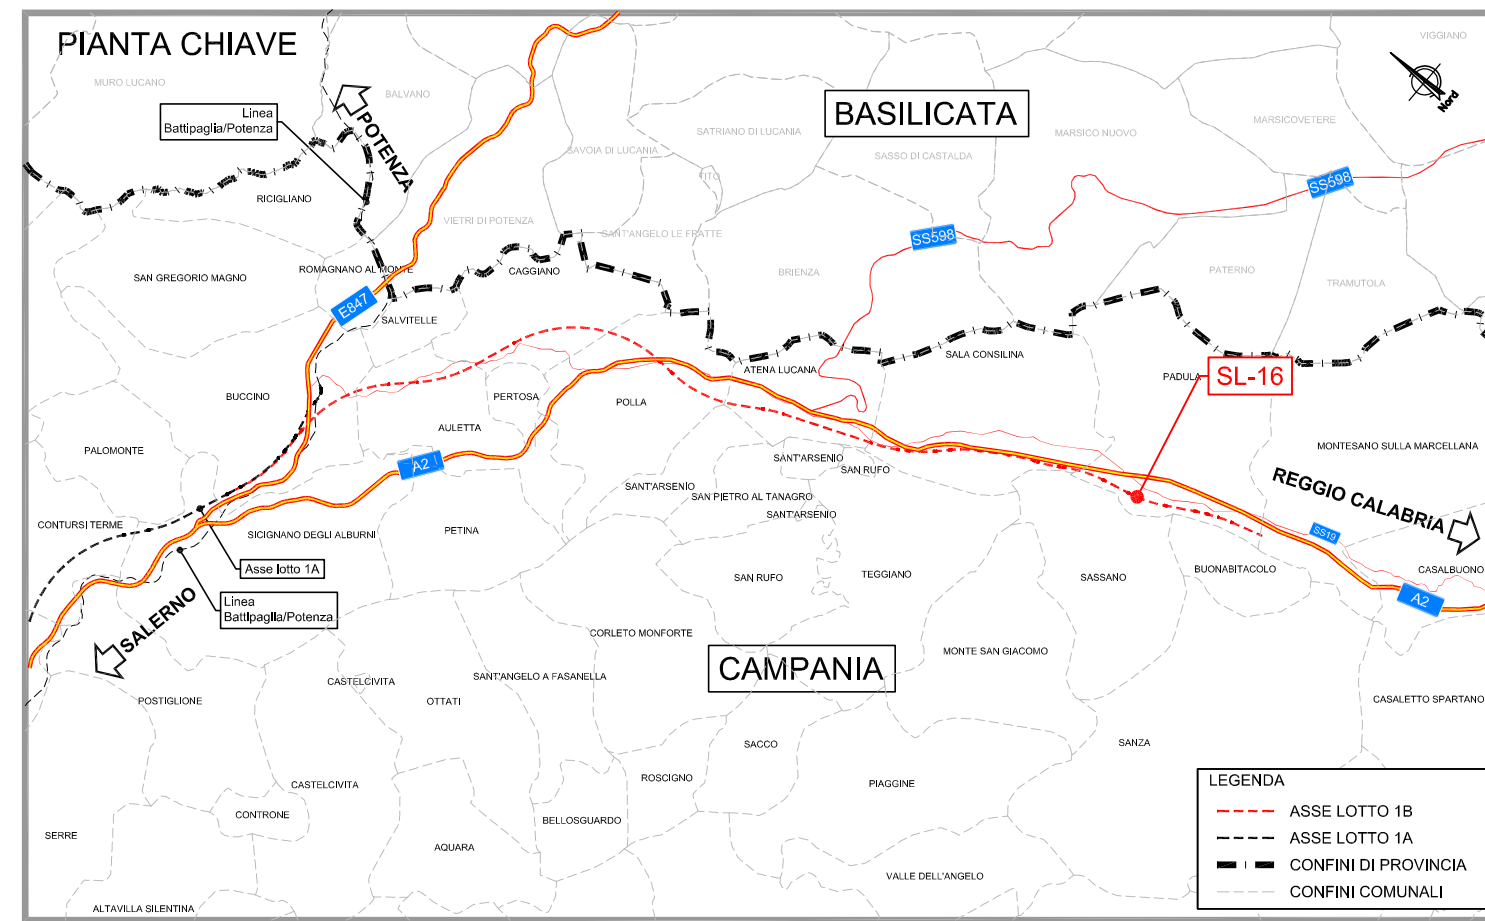 PIANTA CHIAVE
VIGGIANO
MURO LUCANO
BALVANO
Nord
Linea
Battipaglia/Potenza
POTENZA
BASILICATA
SATRIANO DI LUCANIA
MARSICO NUOVO
MARSICOVETERE
SAVOIA DI LUCANIA
SASSO DI CASTALDA
TITO
SS598
RICIGLIANO
VIETRI DI POTENZA
SANT'ANGELO LE FRATTE
SS598
SAN GREGORIO MAGNO
ROMAGNANO AL MONTE
CAGGIANO
BRIENZA
PATERNO
TRAMUTOLA
E847
SALVITELLE
SALA CONSILINA
ATENA LUCANA
PADULA
SL-16
BUCCINO
PERTOSA
POLLA
AULETTA
PALOMONTE
MONTESANO SULLA MARCELLANA
A2
SANT'ARSENIO
SAN RUFO
SANT'ARSENIO
SAN PIETRO AL TANAGRO
SANT'ARSENIO
REGGIO CALABRIA
CONTURSI TERME
SICIGNANO DEGLI ALBURNI
PETINA
SS19
Asse lotto 1A
SAN RUFO
TEGGIANO
SASSANO
BUONABITACOLO
CASALBUONO
Linea
Battipaglia/Potenza
A2
SALERNO
CORLETO MONFORTE
CAMPANIA
MONTE SAN GIACOMO
SANT'ANGELO A FASANELLA
CASTELCIVITA
OTTATI
POSTIGLIONE
CASALETTO SPARTANO
SACCO
SANZA
ROSCIGNO
PIAGGINE
CASTELCIVITA
CONTRONE
BELLOSGUARDO
SERRE
AQUARA
VALLE DELL'ANGELO
ALTAVILLA SILENTINA
LEGENDA
ASSE LOTTO 1B
ASSE LOTTO 1A
CONFINI DI PROVINCIA
CONFINI COMUNALI